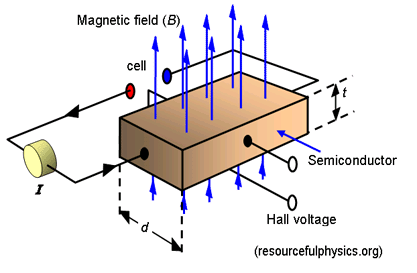 Magnetic field (B)
cell
t
Semiconductor
I
Hall voltage
d
(resourcefulphysics.org)